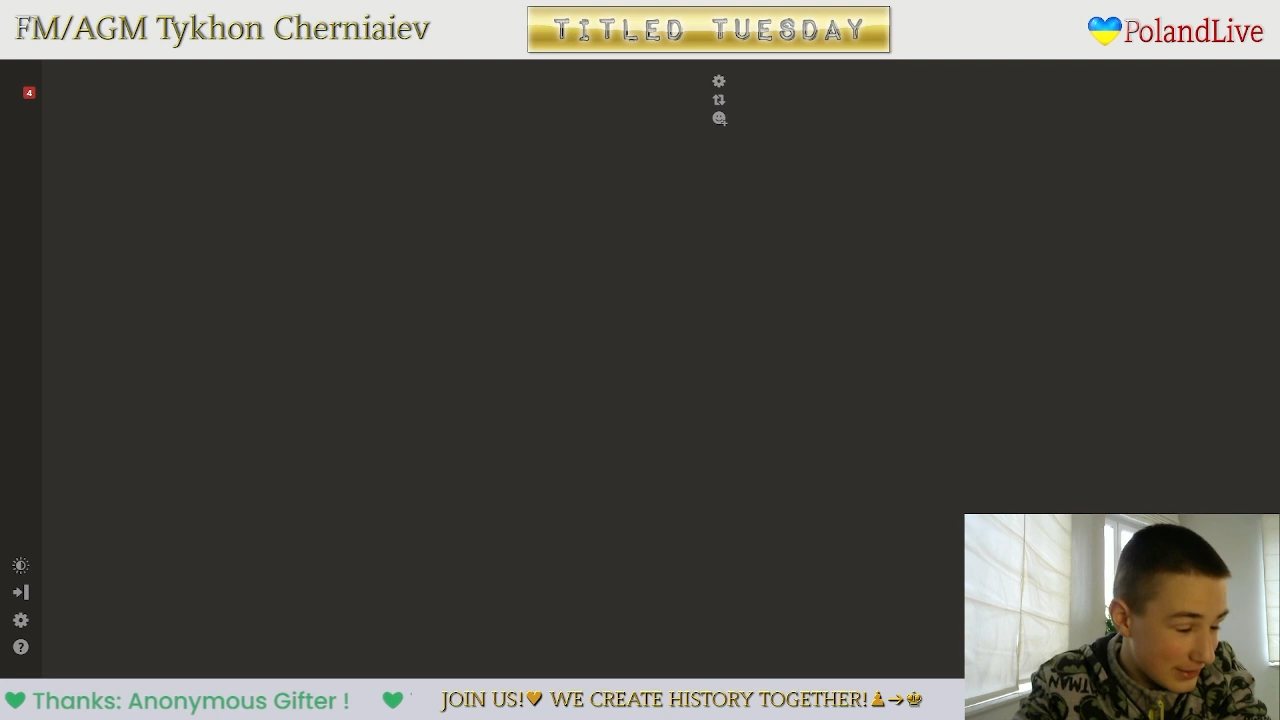 FM/AGM Tykhon Cherniaiev
TITLED TUESDAY
PolandLive
4
Thanks: Anonymous Gifter !
JOIN US!🧡 WE CREATE HISTORY TOGETHER!♟→♚